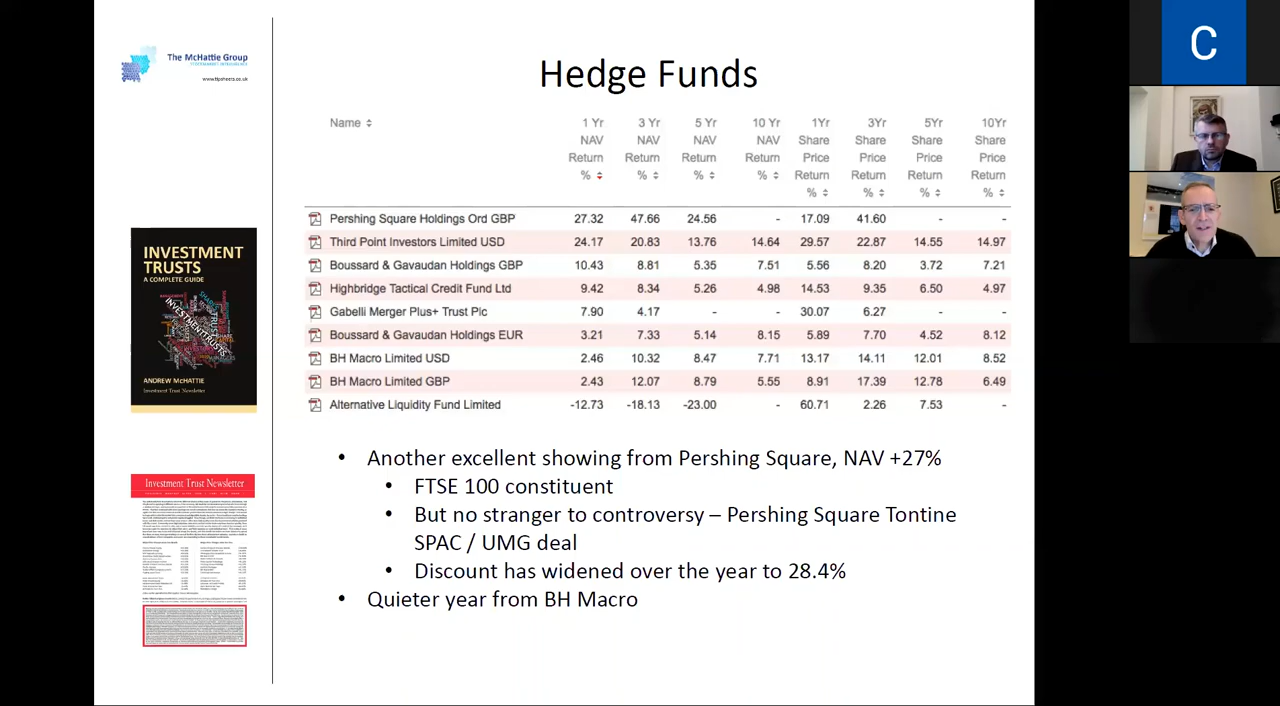 The McHattie Group
www.tipsheets.co.uk
Hedge Funds
Name
1 Yr NAV Return % 3 Yr NAV Return % 5 Yr NAV Return % 10 Yr NAV Return % 1Yr Share Price Return % 3Yr Share Price Return % 5Yr Share Price Return % 10Yr Share Price Return %
Pershing Square Holdings Ord GBP 27.32 47.66 24.56 - 17.09 41.60 - -
Third Point Investors Limited USD 24.17 20.83 13.76 14.64 29.57 22.87 14.55 14.97
Boussard & Gavaudan Holdings GBP 10.43 8.81 5.35 7.51 5.56 8.20 3.72 7.21
Highbridge Tactical Credit Fund Ltd 9.42 8.34 5.26 4.98 14.53 9.35 6.50 4.97
Gabelli Merger Plus+ Trust Plc 7.90 4.17 - - 30.07 6.27 - -
Boussard & Gavaudan Holdings EUR 3.21 7.33 5.14 8.15 5.89 7.70 4.52 8.12
BH Macro Limited USD 2.46 10.32 8.47 7.71 13.17 14.11 12.01 8.52
BH Macro Limited GBP 2.43 12.07 8.79 5.55 8.91 17.39 12.78 6.49
Alternative Liquidity Fund Limited -12.73 -18.13 -23.00 - 60.71 2.26 7.53 -
• Another excellent showing from Pershing Square, NAV +27%
• FTSE 100 constituent
• – Pershing Square
SPAC / UMG deal
the year to 28.4%
• year from BH
INVESTMENT
TRUSTS
A COMPLETE GUIDE
INVESTMENT TRUSTS
ANDREW McHATTIE
Investment Trust Newsletter
Investment Trust Newsletter
C